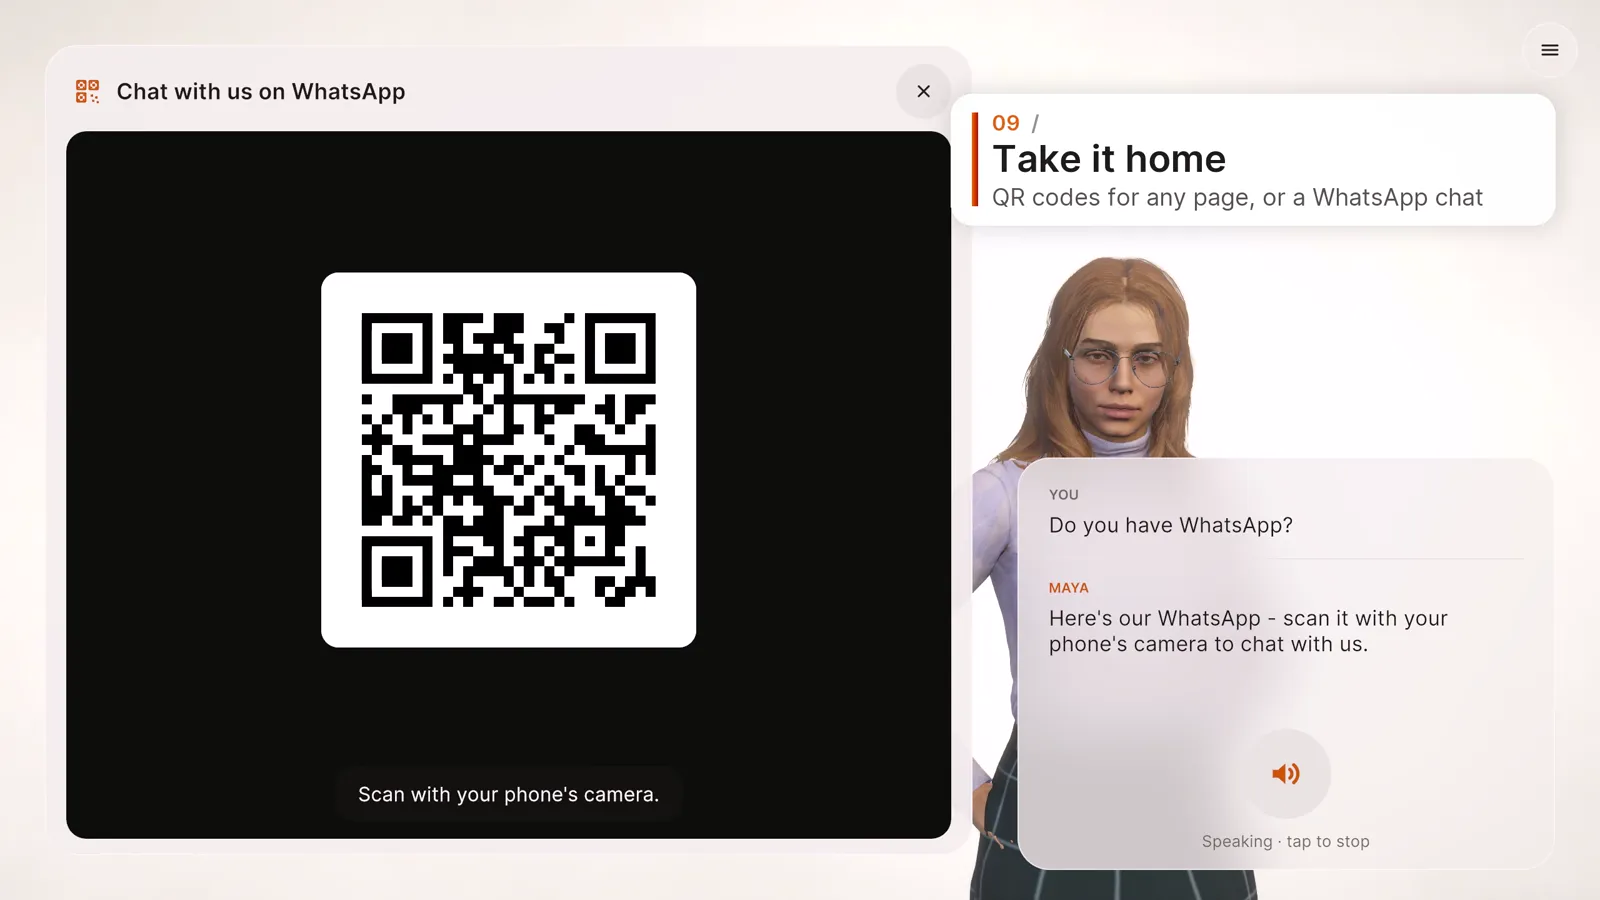 Chat with us on WhatsApp
09 /
Take it home
QR codes for any page, or a WhatsApp chat
Scan with your phone's camera.
YOU
Do you have WhatsApp?
MAYA
Here's our WhatsApp - scan it with your
phone's camera to chat with us.
Speaking · tap to stop